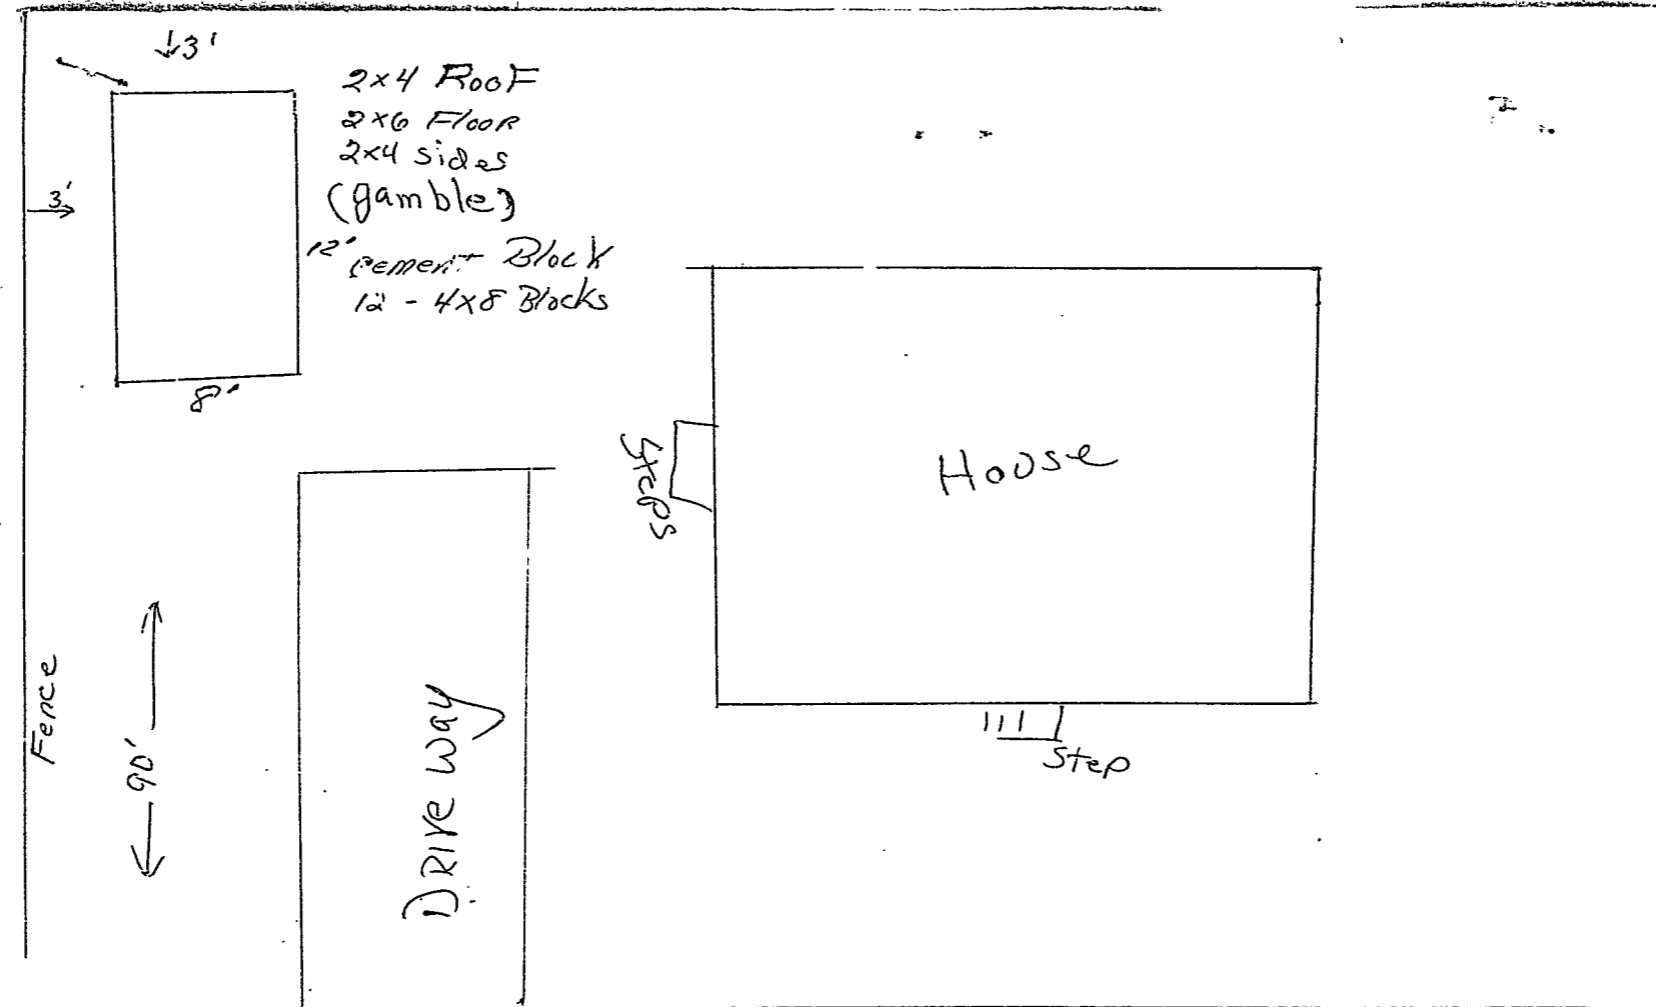 ↓3'
2x4 Roof
2x6 Floor
2x4 sides
(gamble)
3'
12'
cement Block
12 - 4x8 Blocks
8'
Steps
House
Fence
90'
Drive way
Step